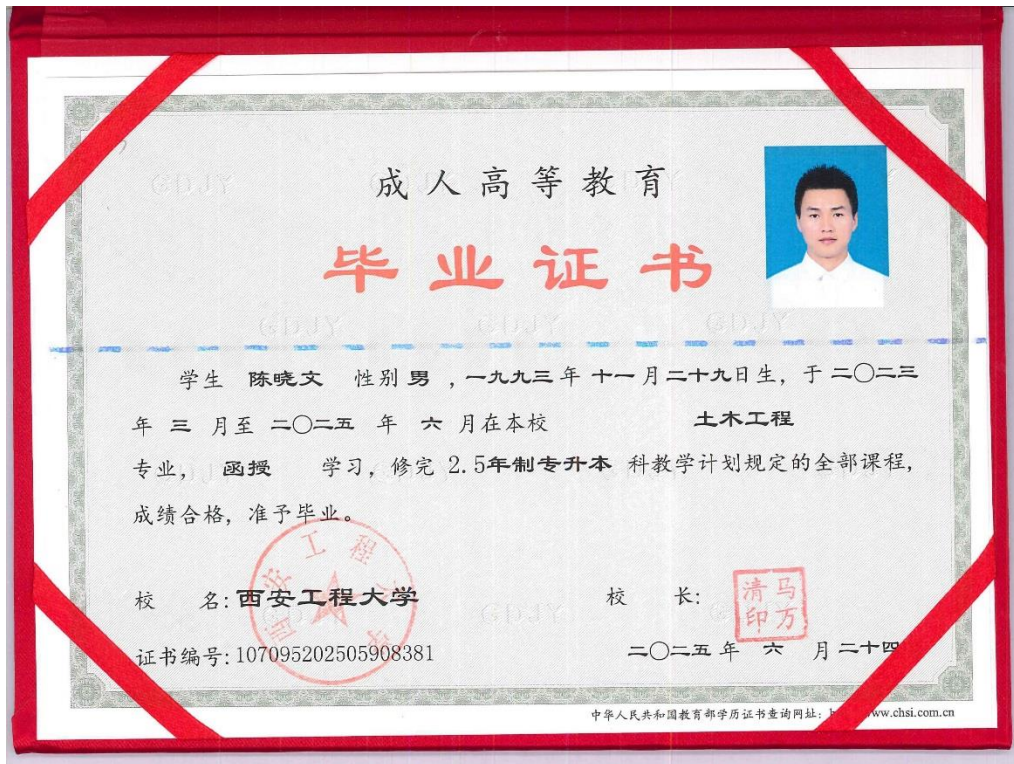 成人高等教育
毕业证书
学生 陈晓文 性别 男 ，一九九三年 十一月二十九日生，于 二〇二三
年 三 月至 二〇二五 年 六 月在本校 土木工程
专业， 函授 学习，修完 2.5年制专升本 科教学计划规定的全部课程，
成绩合格，准予毕业。
西安工程大学
校 名：西安工程大学 校 长：
马万清印
证书编号：107095202505908381 二〇二五 年 六 月 二十四
中华人民共和国教育部学历证书查询网址： www.chsi.com.cn